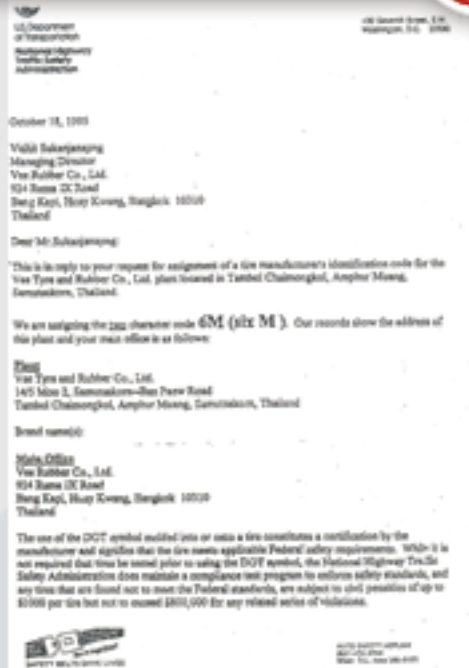 U.S. Department
of Transportation
National Highway
Traffic Safety
Administration
Washington, D.C.
October 18,
Managing Director
Vee Rubber Co., Ltd.
924 Rama IX Road
Bang Kapi, Huay Kwang, Bangkok 10310
Thailand
Dear Mr.
This is in reply to your request for assignment of a tire manufacturer's identification code for the
Vee Tyre and Rubber Co., Ltd. plant located in Tambol Chaimongkol, Amphur Muang,
Samutsakorn, Thailand.
We are assigning the two character code 6M (six M ). Our records show the address of
this plant and your main office is as follows:
Plant
Vee Tyre and Rubber Co., Ltd.
14/5 Moo 2, Samutsakorn-Ban Paew Road
Tambol Chaimongkol, Amphur Muang, Samutsakorn, Thailand
Brand name(s):
Main Office
Vee Rubber Co., Ltd.
924 Rama IX Road
Bang Kapi, Huay Kwang, Bangkok 10310
Thailand
The use of the DOT symbol molded into or onto a tire constitutes a certification by the
manufacturer and signifies that the tire meets applicable Federal safety requirements. While it is
not required that tires be tested prior to using the DOT symbol, the National Highway Traffic
Safety Administration does maintain a compliance test program to enforce safety standards, and
any tires that are found not to meet the Federal standards, are subject to civil penalties of up to
$1000 per tire but not to exceed $800,000 for any related series of violations.
SAFETY BELTS SAVE LIVES
AUTO SAFETY HOTLINE